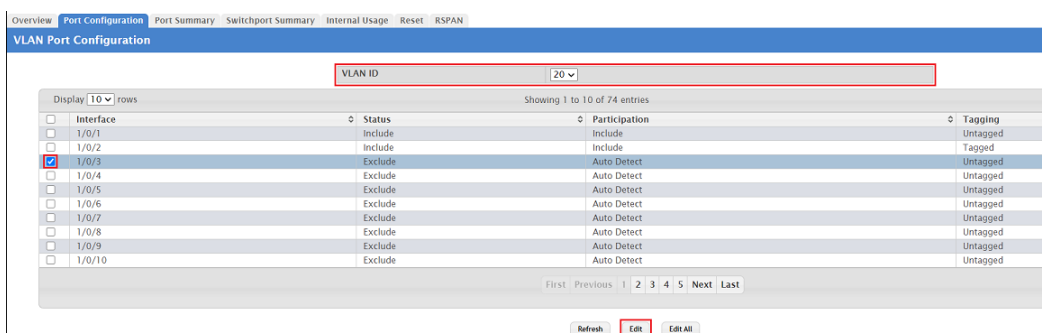 Overview Port Configuration Port Summary Switchport Summary Internal Usage Reset RSPAN
VLAN Port Configuration
VLAN ID 20
Display 10 rows Showing 1 to 10 of 74 entries
Interface Status Participation Tagging
1/0/1 Include Include Untagged
1/0/2 Include Include Tagged
1/0/3 Exclude Auto Detect Untagged
1/0/4 Exclude Auto Detect Untagged
1/0/5 Exclude Auto Detect Untagged
1/0/6 Exclude Auto Detect Untagged
1/0/7 Exclude Auto Detect Untagged
1/0/8 Exclude Auto Detect Untagged
1/0/9 Exclude Auto Detect Untagged
1/0/10 Exclude Auto Detect Untagged
First Previous 1 2 3 4 5 Next Last
Refresh Edit Edit All